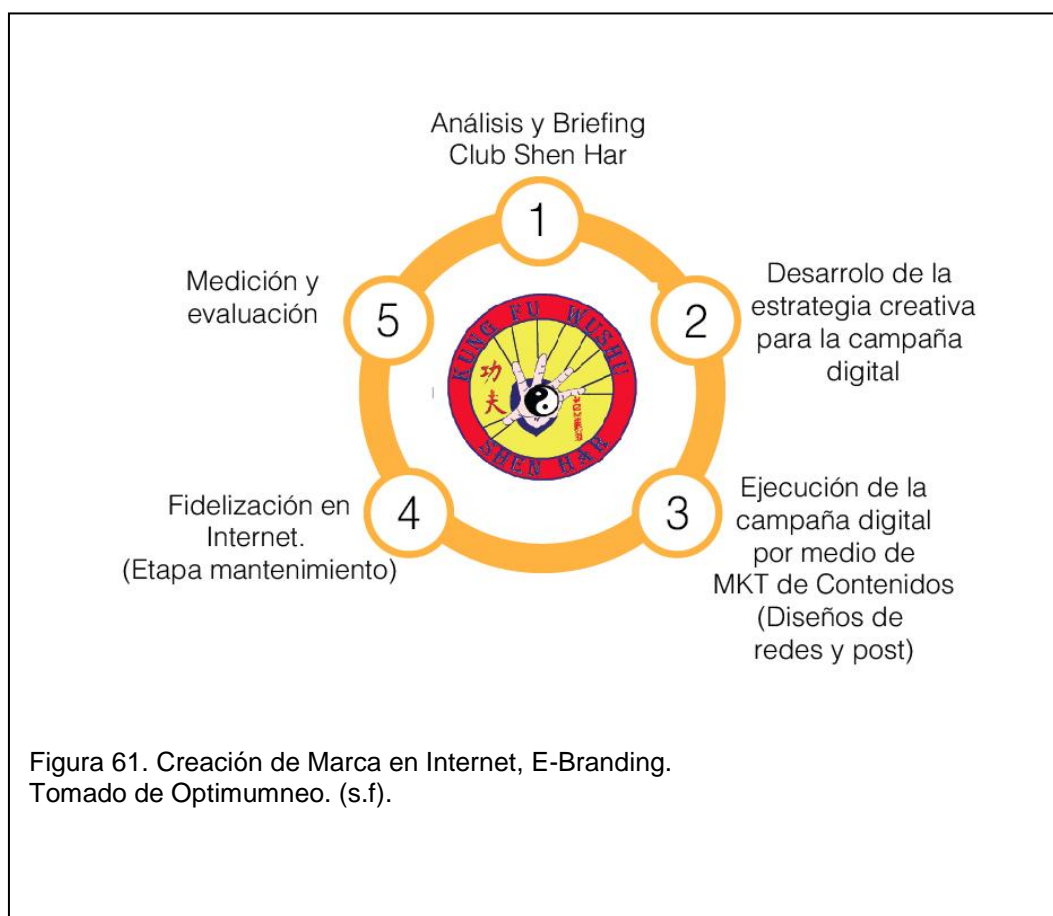 Análisis y Briefing
Club Shen Har
1
2
Desarrolo de la
estrategia creativa
para la campaña
digital
3
Ejecución de la
campaña digital
por medio de
MKT de Contenidos
(Diseños de
redes y post)
4
Fidelización en
Internet.
(Etapa mantenimiento)
5
Medición y
evaluación
KUNG FU WUSHU
功夫
SHEN HAR
Figura 61. Creación de Marca en Internet, E-Branding.
Tomado de Optimumneo. (s.f).